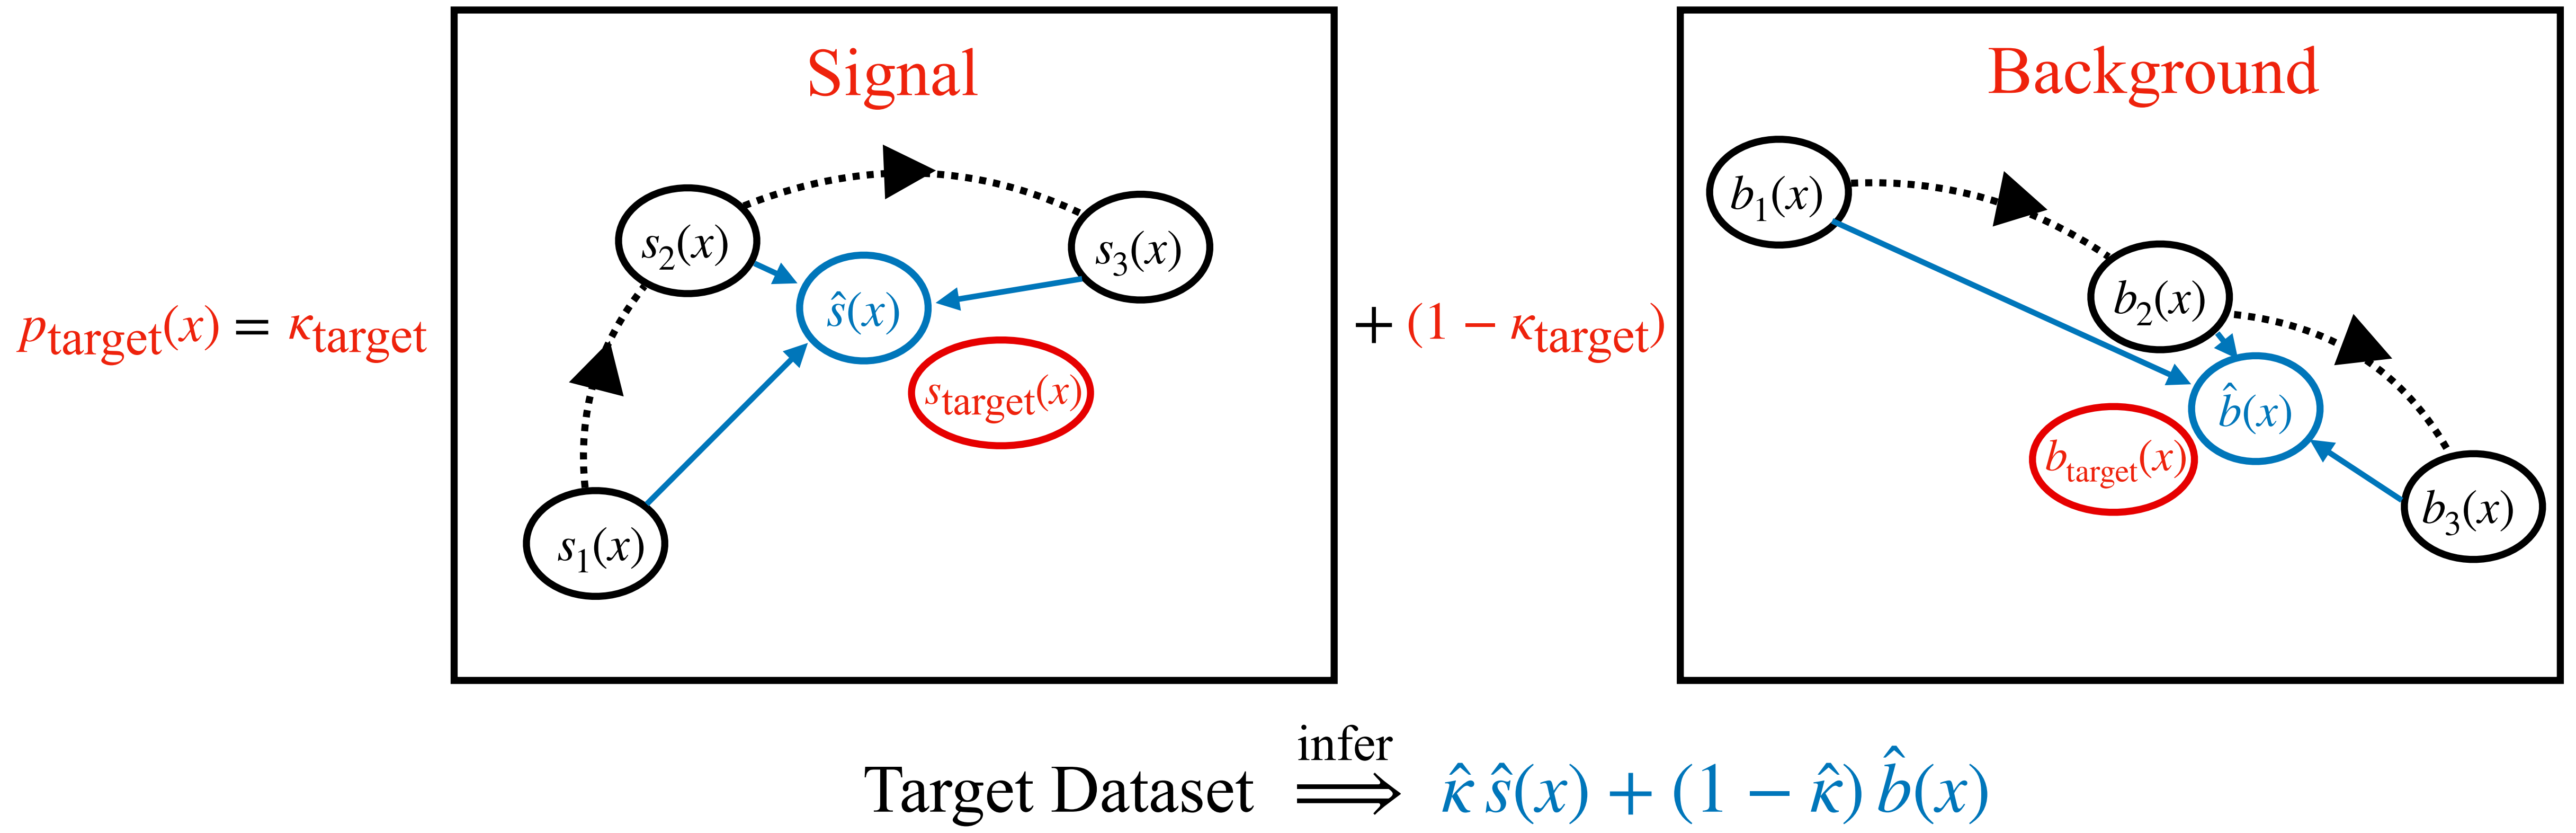 Signal
Background
b₁(x)
s₂(x)
s₃(x)
b₂(x)
ŝ(x)
p_target(x) = κ_target
+ (1 − κ_target)
s_target(x)
b̂(x)
b_target(x)
b₃(x)
s₁(x)
infer
Target Dataset ⟹ κ̂ ŝ(x) + (1 − κ̂) b̂(x)